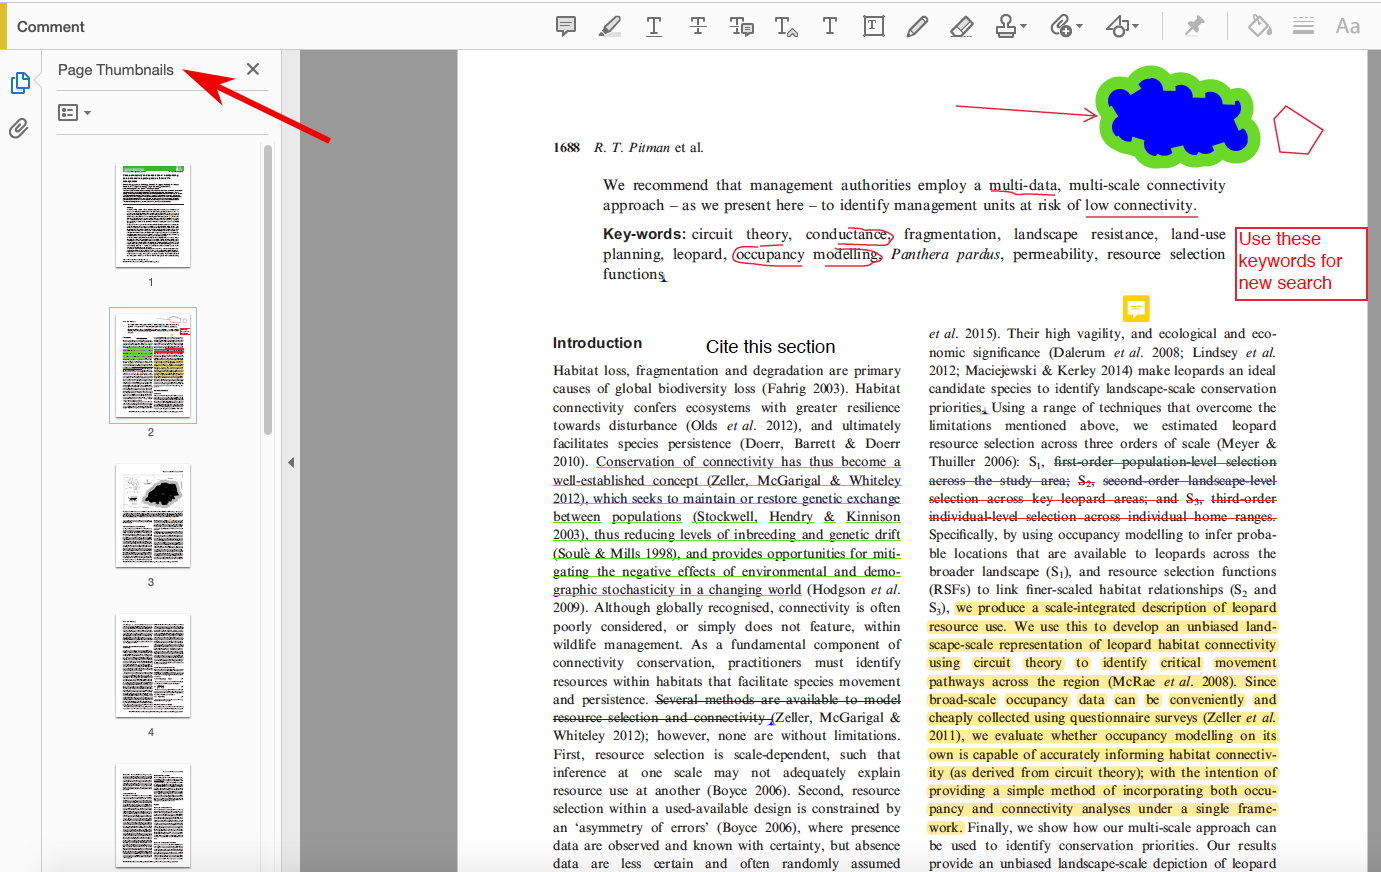 Comment
Aa
Page Thumbnails
1
2
3
4
1688 R. T. Pitman et al.
We recommend that management authorities employ a multi-data, multi-scale connectivity
approach – as we present here – to identify management units at risk of low connectivity.
Key-words: circuit theory, conductance, fragmentation, landscape resistance, land-use
planning, leopard, occupancy modelling, Panthera pardus, permeability, resource selection
functions
Use these
keywords for
new search
Introduction
Cite this section
Habitat loss, fragmentation and degradation are primary
causes of global biodiversity loss (Fahrig 2003). Habitat
connectivity confers ecosystems with greater resilience
towards disturbance (Olds et al. 2012), and ultimately
facilitates species persistence (Doerr, Barrett & Doerr
2010). Conservation of connectivity has thus become a
well-established concept (Zeller, McGarigal & Whiteley
2012), which seeks to maintain or restore genetic exchange
between populations (Stockwell, Hendry & Kinnison
2003), thus reducing levels of inbreeding and genetic drift
(Soulè & Mills 1998), and provides opportunities for miti-
gating the negative effects of environmental and demo-
graphic stochasticity in a changing world (Hodgson et al.
2009). Although globally recognised, connectivity is often
poorly considered, or simply does not feature, within
wildlife management. As a fundamental component of
connectivity conservation, practitioners must identify
resources within habitats that facilitate species movement
and persistence. Several methods are available to model
resource selection and connectivity (Zeller, McGarigal &
Whiteley 2012); however, none are without limitations.
First, resource selection is scale-dependent, such that
inference at one scale may not adequately explain
resource use at another (Boyce 2006). Second, resource
selection within a used-available design is constrained by
an ‘asymmetry of errors’ (Boyce 2006), where presence
data are observed and known with certainty, but absence
data are less certain and often randomly assumed
et al. 2015). Their high vagility, and ecological and eco-
nomic significance (Dalerum et al. 2008; Lindsey et al.
2012; Maciejewski & Kerley 2014) make leopards an ideal
candidate species to identify landscape-scale conservation
priorities. Using a range of techniques that overcome the
limitations mentioned above, we estimated leopard
resource selection across three orders of scale (Meyer &
Thuiller 2006): S1, first-order population-level selection
across the study area; S2, second-order landscape-level
selection across key leopard areas; and S3, third-order
individual-level selection across individual home ranges.
Specifically, by using occupancy modelling to infer proba-
ble locations that are available to leopards across the
broader landscape (S1), and resource selection functions
(RSFs) to link finer-scaled habitat relationships (S2 and
S3), we produce a scale-integrated description of leopard
resource use. We use this to develop an unbiased land-
scape-scale representation of leopard habitat connectivity
using circuit theory to identify critical movement
pathways across the region (McRae et al. 2008). Since
broad-scale occupancy data can be conveniently and
cheaply collected using questionnaire surveys (Zeller et al.
2011), we evaluate whether occupancy modelling on its
own is capable of accurately informing habitat connectiv-
ity (as derived from circuit theory); with the intention of
providing a simple method of incorporating both occu-
pancy and connectivity analyses under a single frame-
work. Finally, we show how our multi-scale approach can
be used to identify conservation priorities. Our results
provide an unbiased landscape-scale depiction of leopard